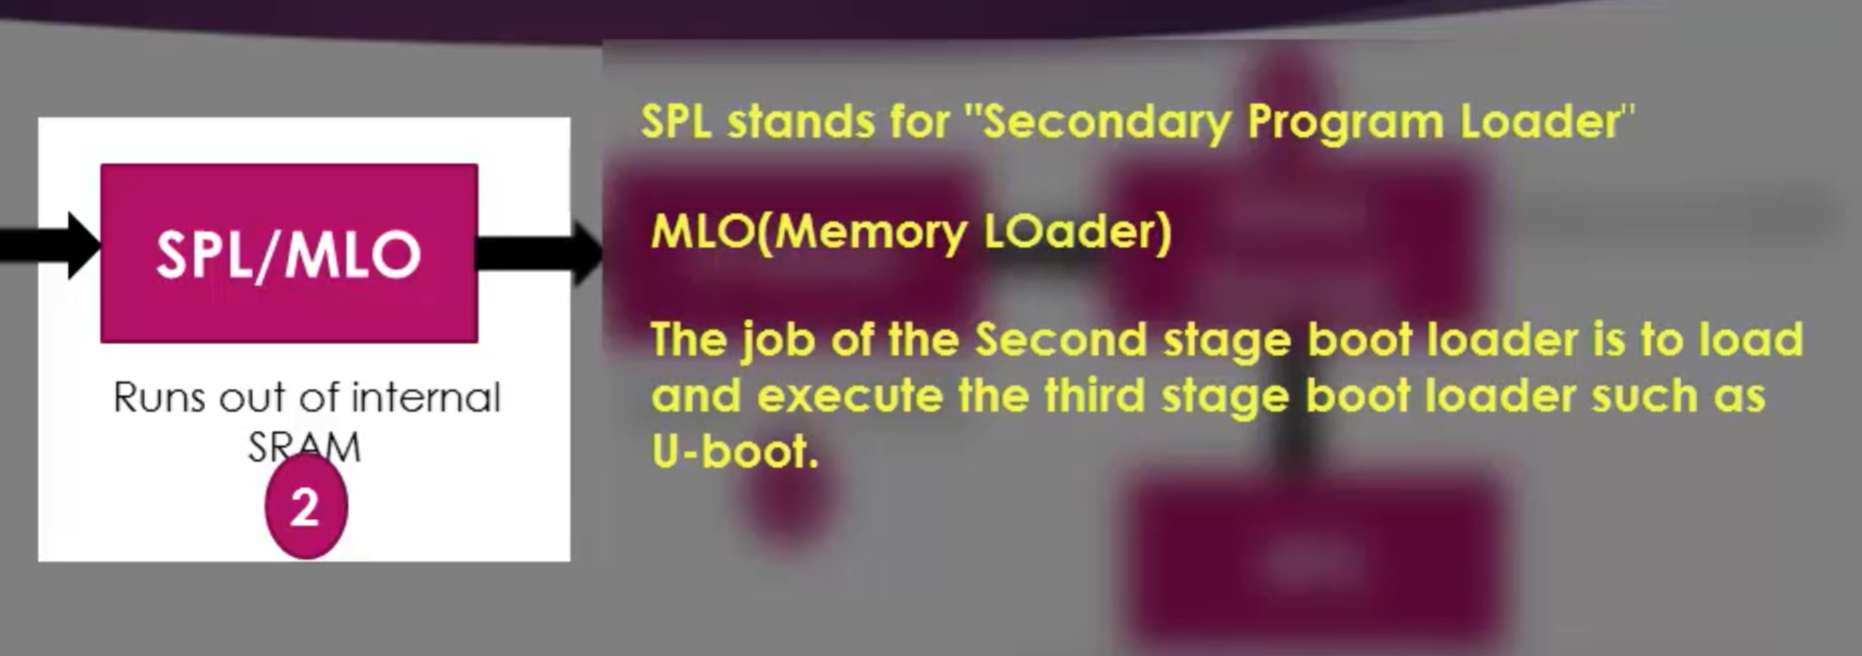 SPL/MLO
Runs out of internal
SRAM
2
SPL stands for "Secondary Program Loader"
MLO(Memory LOader)
The job of the Second stage boot loader is to load
and execute the third stage boot loader such as
U-boot.